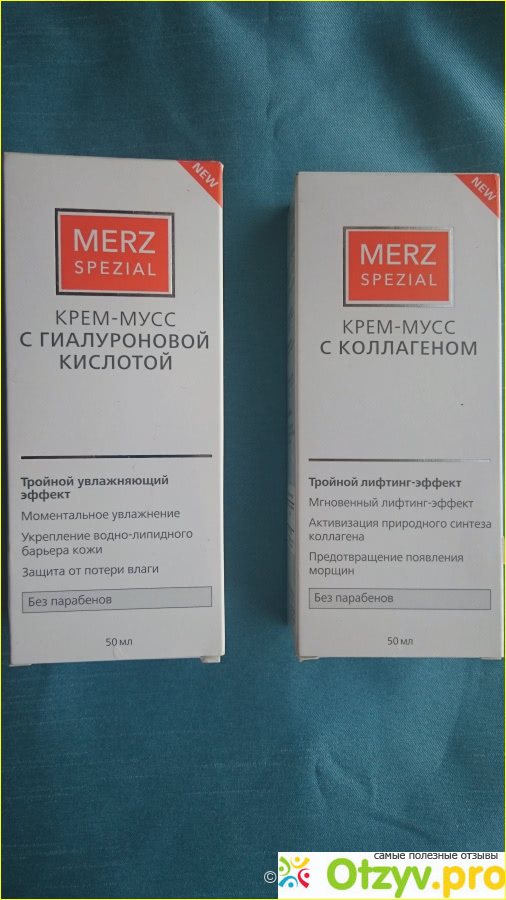 NEW
MERZ
SPEZIAL
КРЕМ-МУСС
С ГИАЛУРОНОВОЙ
КИСЛОТОЙ
Тройной увлажняющий
эффект
Моментальное увлажнение
Укрепление водно-липидного
барьера кожи
Защита от потери влаги
Без парабенов
50 мл
NEW
MERZ
SPEZIAL
КРЕМ-МУСС
С КОЛЛАГЕНОМ
Тройной лифтинг-эффект
Мгновенный лифтинг-эффект
Активизация природного синтеза
коллагена
Предотвращение появления
морщин
Без парабенов
50 мл
самые полезные отзывы
© Otzyv.pro